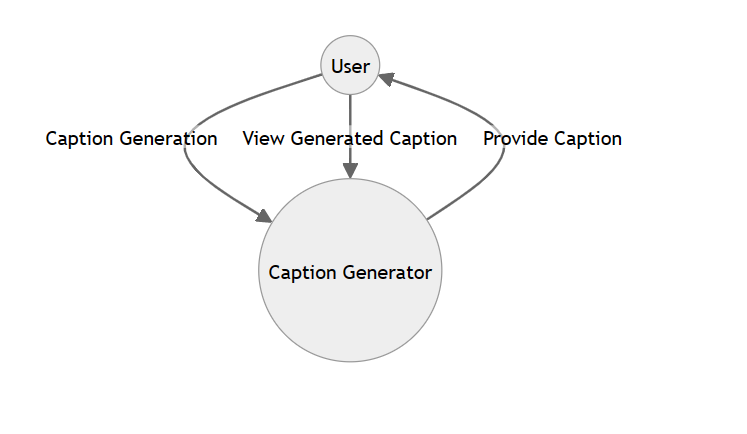 User
Caption Generation
View Generated Caption
Provide Caption
Caption Generator